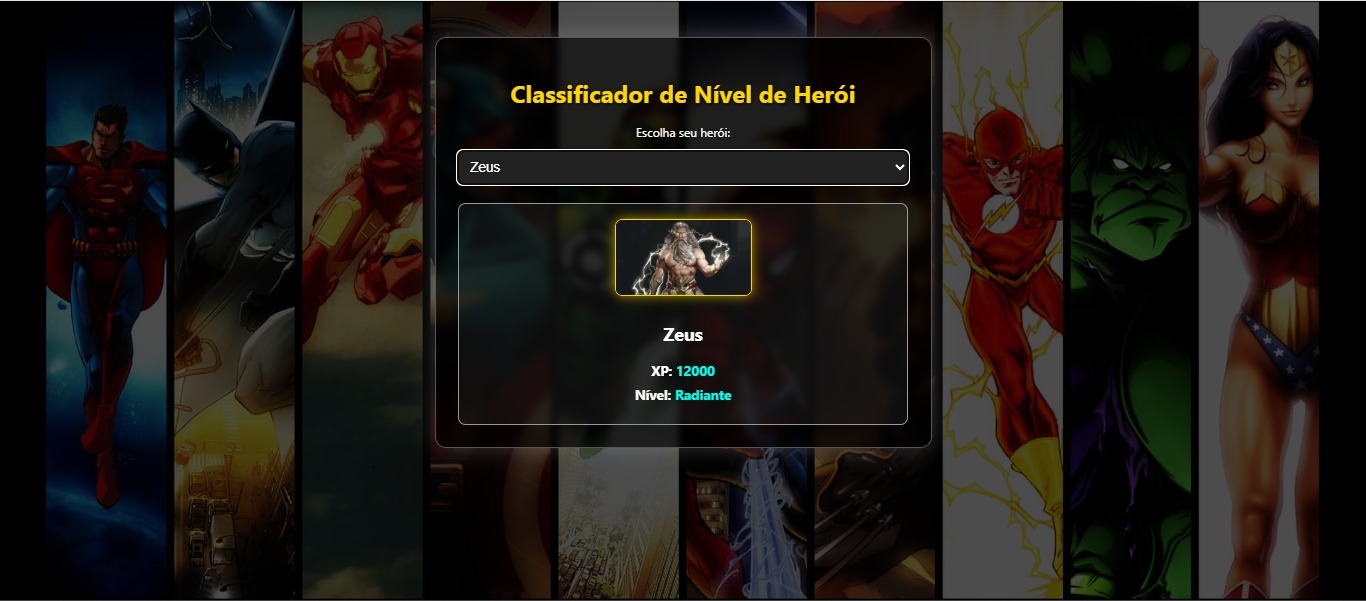 Classificador de Nível de Herói
Escolha seu herói:
Zeus
Zeus
XP: 12000
Nível: Radiante